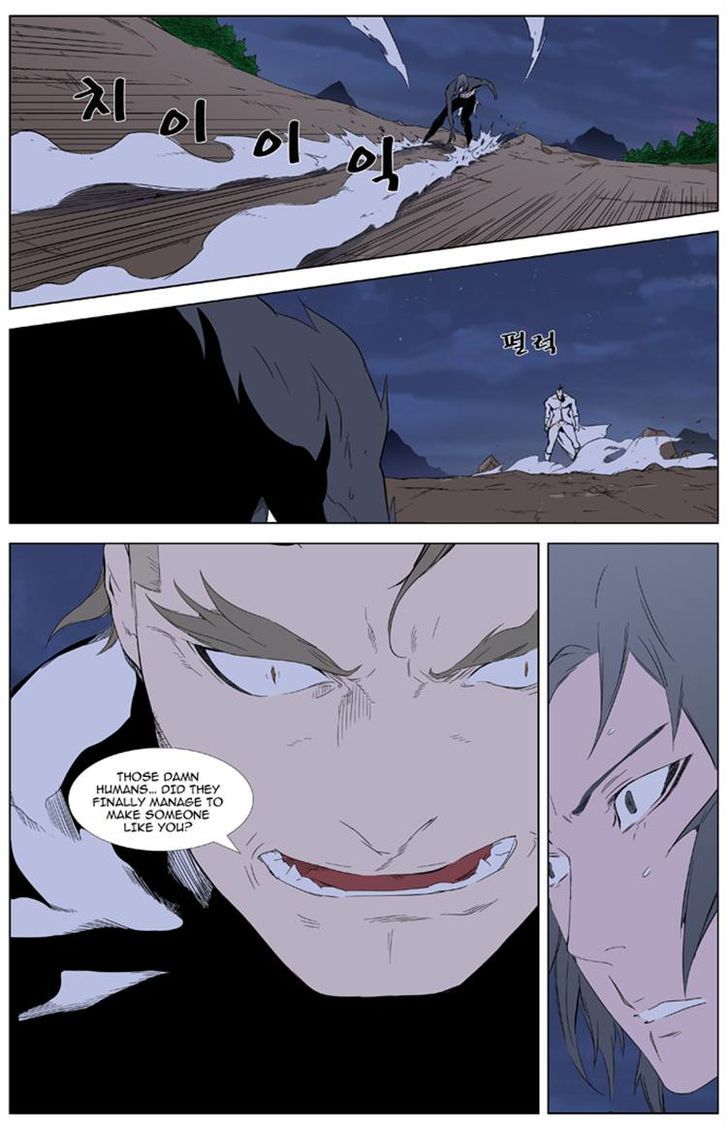 치이이익
펄럭
THOSE DAMN
HUMANS... DID THEY
FINALLY MANAGE TO
MAKE SOMEONE
LIKE YOU?